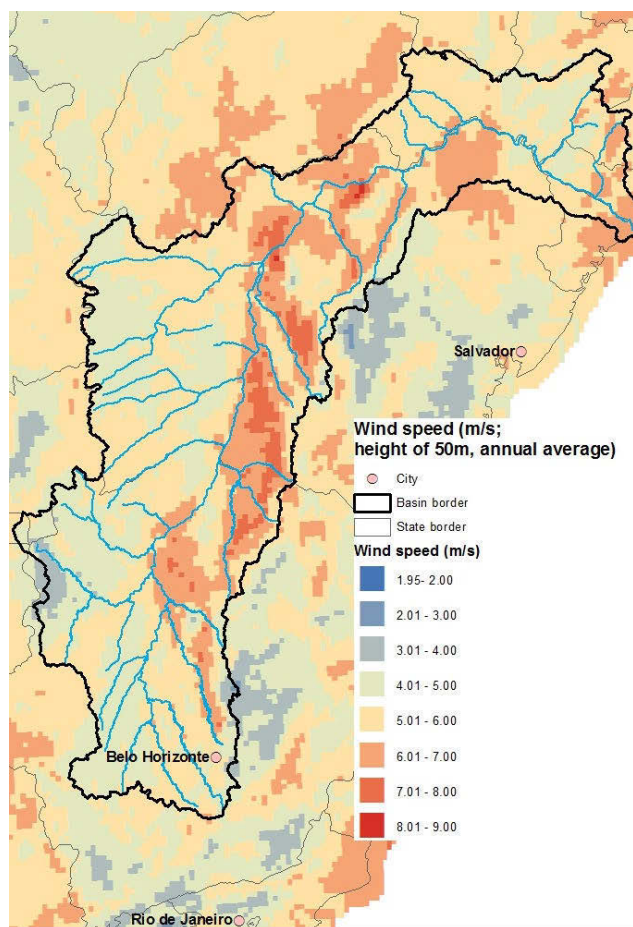 Salvador
Wind speed (m/s;
height of 50m, annual average)
City
Basin border
State border
Wind speed (m/s)
1.95- 2.00
2.01 - 3.00
3.01 - 4.00
4.01 - 5.00
5.01 - 6.00
6.01 - 7.00
7.01 - 8.00
8.01 - 9.00
Belo Horizonte
Rio de Janeiro